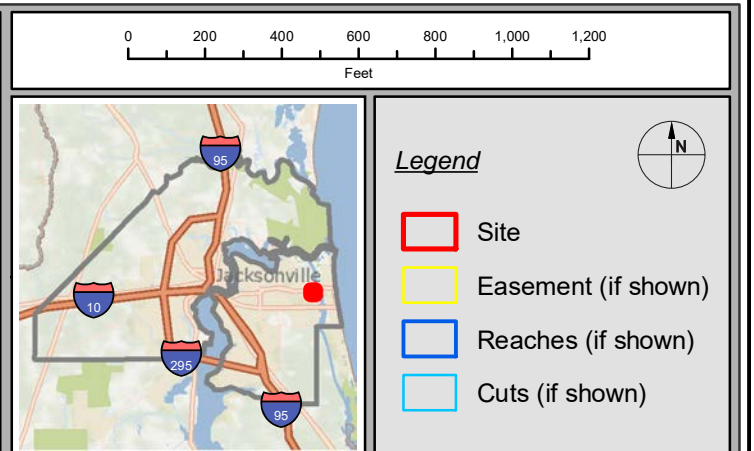 0 200 400 600 800 1,000 1,200
Feet
95
Jacksonville
10
295
95
Legend
N
Site
Easement (if shown)
Reaches (if shown)
Cuts (if shown)